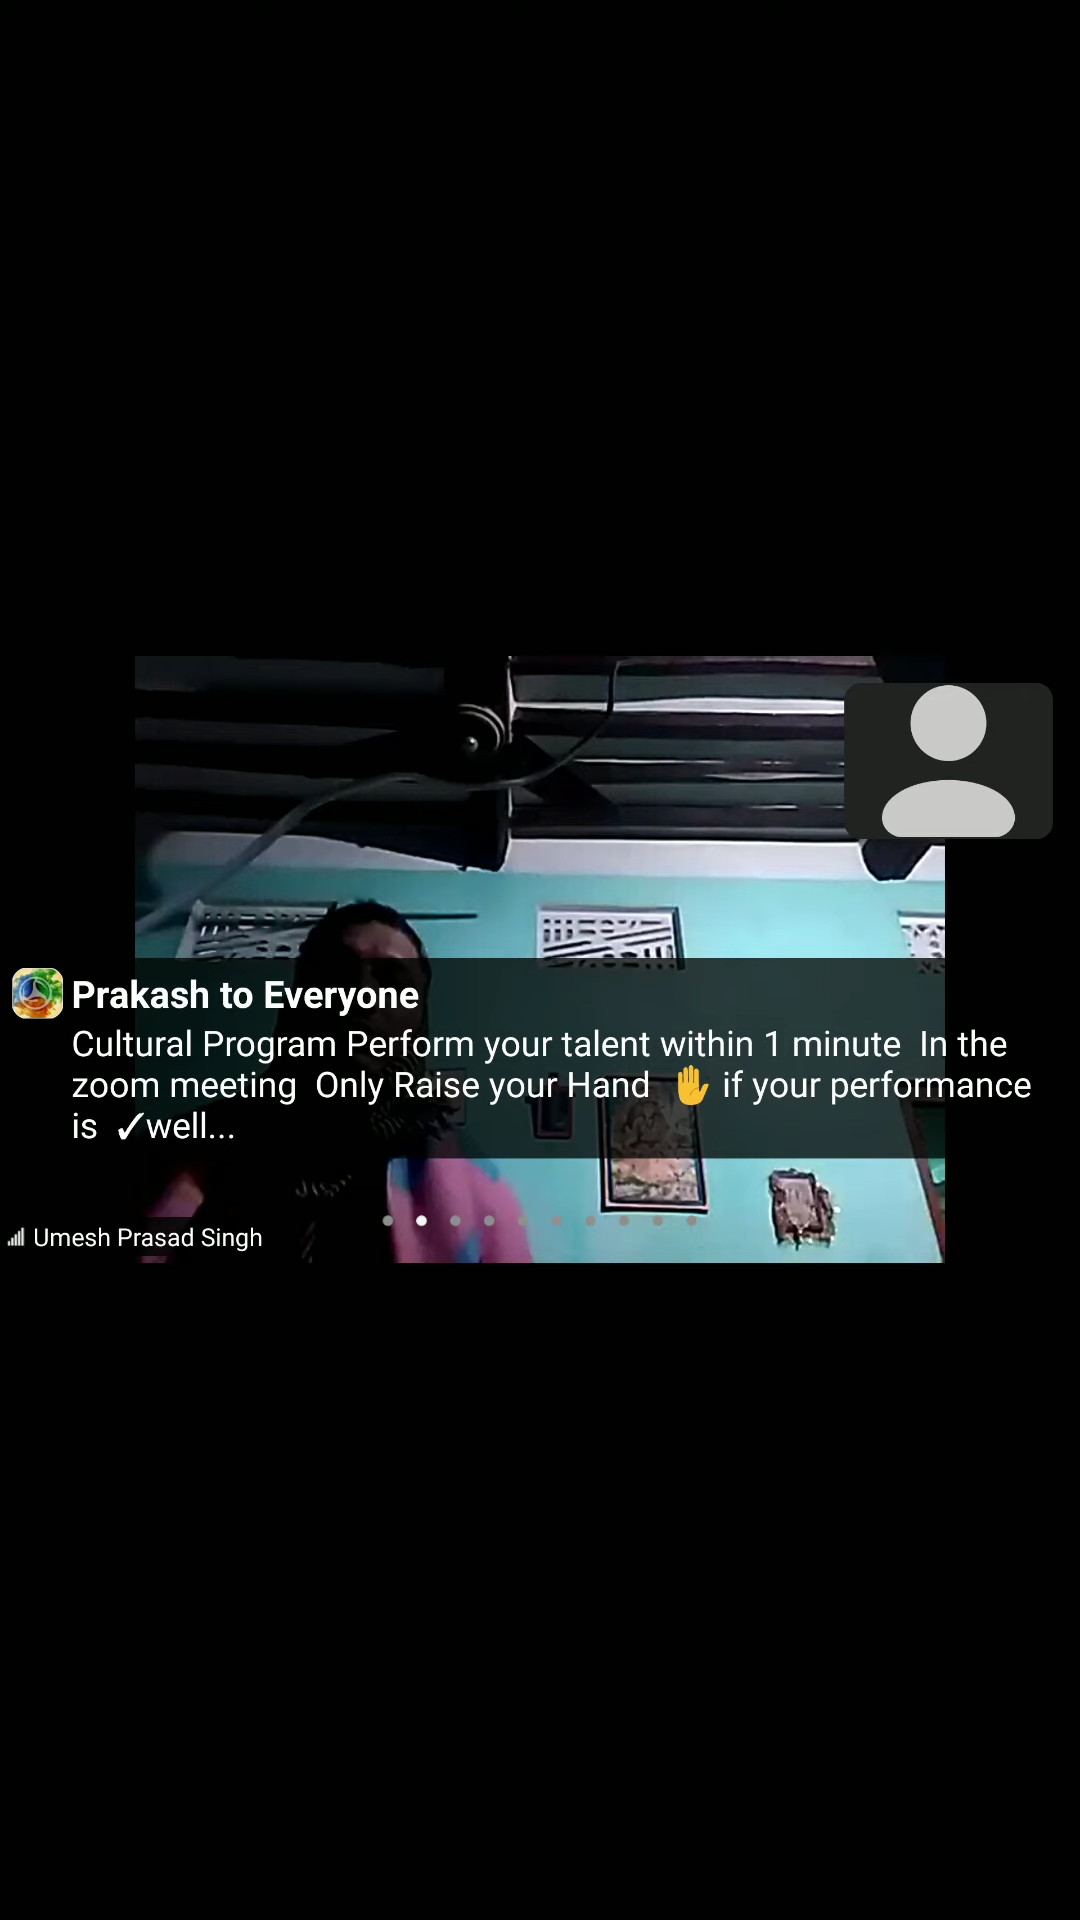 Prakash to Everyone
Cultural Program Perform your talent within 1 minute  In the
zoom meeting  Only Raise your Hand  ✋ if your performance
is  ✓well...
Umesh Prasad Singh